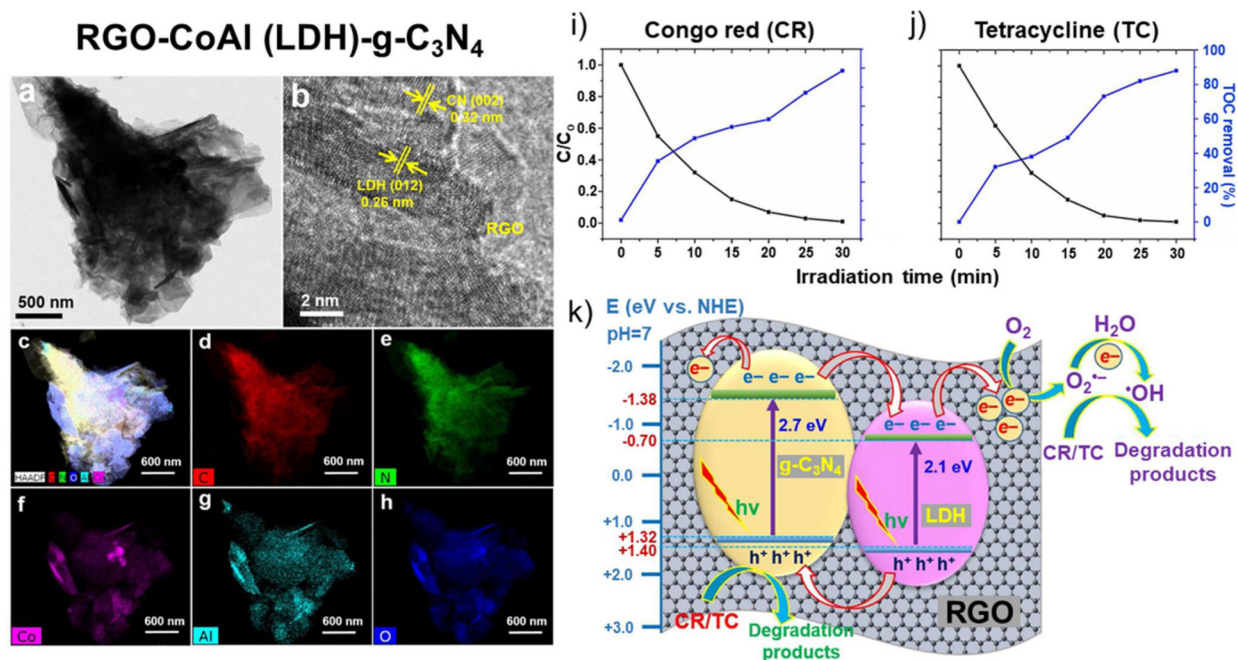 RGO-CoAl (LDH)-g-C₃N₄
a
500 nm
b
CN (002)
0.32 nm
LDH (012)
0.26 nm
RGO
2 nm
c
HAADF C N O Al
600 nm
d
C
600 nm
e
N
600 nm
f
Co
600 nm
g
Al
600 nm
h
O
600 nm
i)
Congo red (CR)
C/C₀
1.0
0.8
0.6
0.4
0.2
0.0
0 5 10 15 20 25 30
j)
Tetracycline (TC)
0 5 10 15 20 25 30
100
80
60
40
20
0
TOC removal (%)
Irradiation time (min)
k)
E (eV vs. NHE)
pH=7
-2.0
-1.38
-1.0
-0.70
0.0
+1.0
+1.32
+1.40
+2.0
+3.0
e−
e− e− e−
2.7 eV
g-C₃N₄
hv
h⁺ h⁺ h⁺
e− e− e−
2.1 eV
LDH
hv
h⁺ h⁺ h⁺
RGO
CR/TC
Degradation
products
O₂
e− e−
e−
H₂O
e−
O₂•−
•OH
CR/TC
Degradation
products